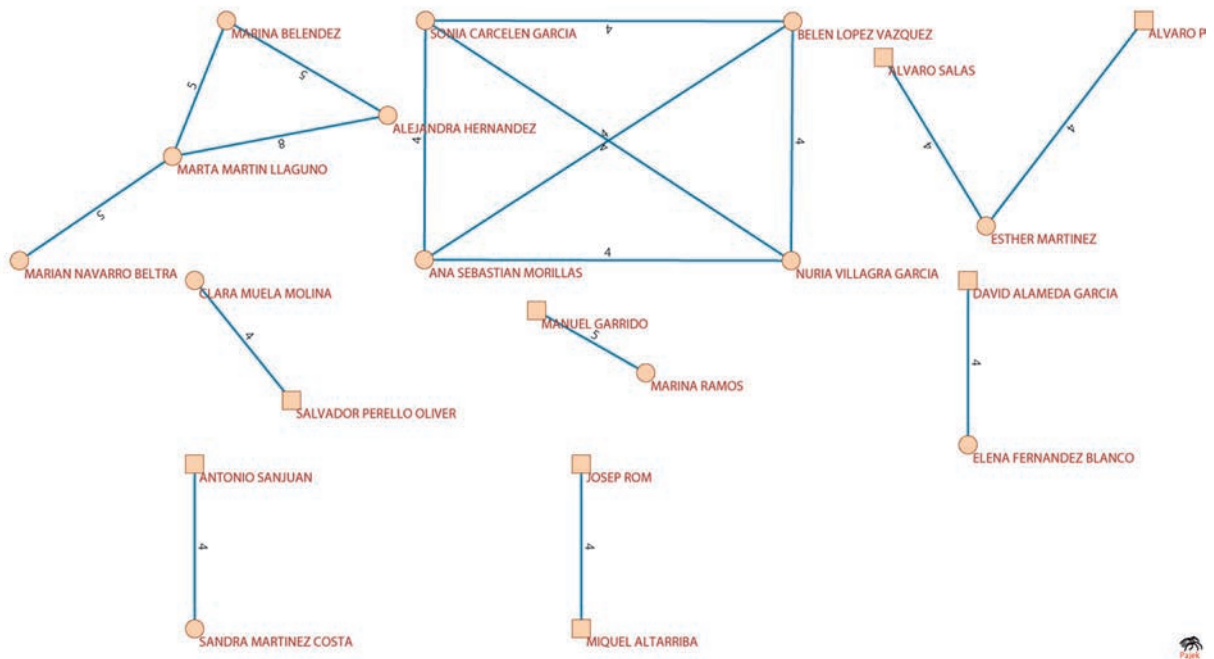 MARINA BELENDEZ
SONIA CARCELEN GARCIA
4
BELEN LOPEZ VAZQUEZ
ALVARO P
ALVARO SALAS
5
5
ALEJANDRA HERNANDEZ
8
MARTA MARTIN LLAGUNO
4
4
4
4
4
4
5
ESTHER MARTINEZ
4
MARIAN NAVARRO BELTRA
ANA SEBASTIAN MORILLAS
NURIA VILLAGRA GARCIA
CLARA MUELA MOLINA
DAVID ALAMEDA GARCIA
MANUEL GARRIDO
4
5
4
MARINA RAMOS
SALVADOR PERELLO OLIVER
ELENA FERNANDEZ BLANCO
ANTONIO SANJUAN
JOSEP ROM
4
4
SANDRA MARTINEZ COSTA
MIQUEL ALTARRIBA
Pajek